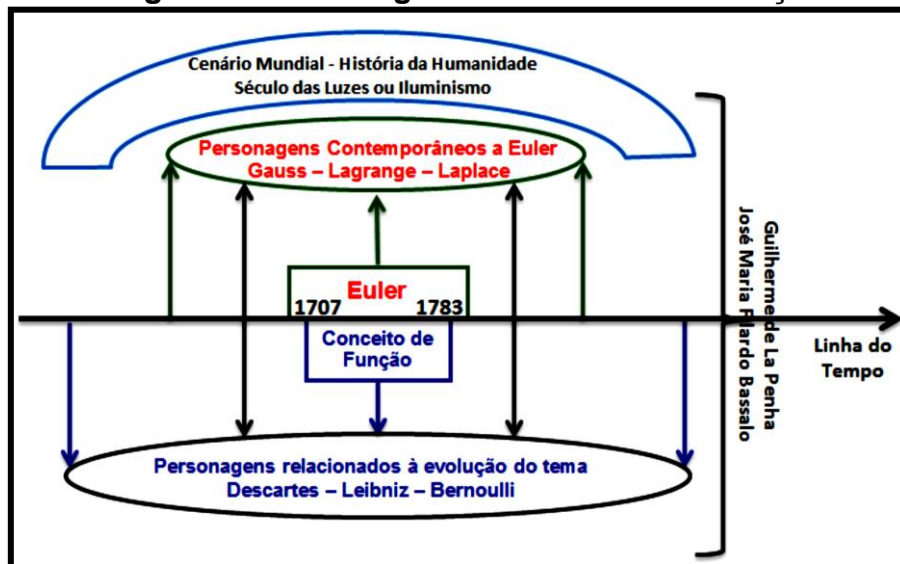 Cenário Mundial - História da Humanidade
Século das Luzes ou Iluminismo
Personagens Contemporâneos a Euler
Gauss – Lagrange – Laplace
Euler
1707 1783
Conceito de
Função
Linha do
Tempo
Personagens relacionados à evolução do tema
Descartes – Leibniz – Bernoulli
Guilherme de La Penha
José Maria Filardo Bassalo